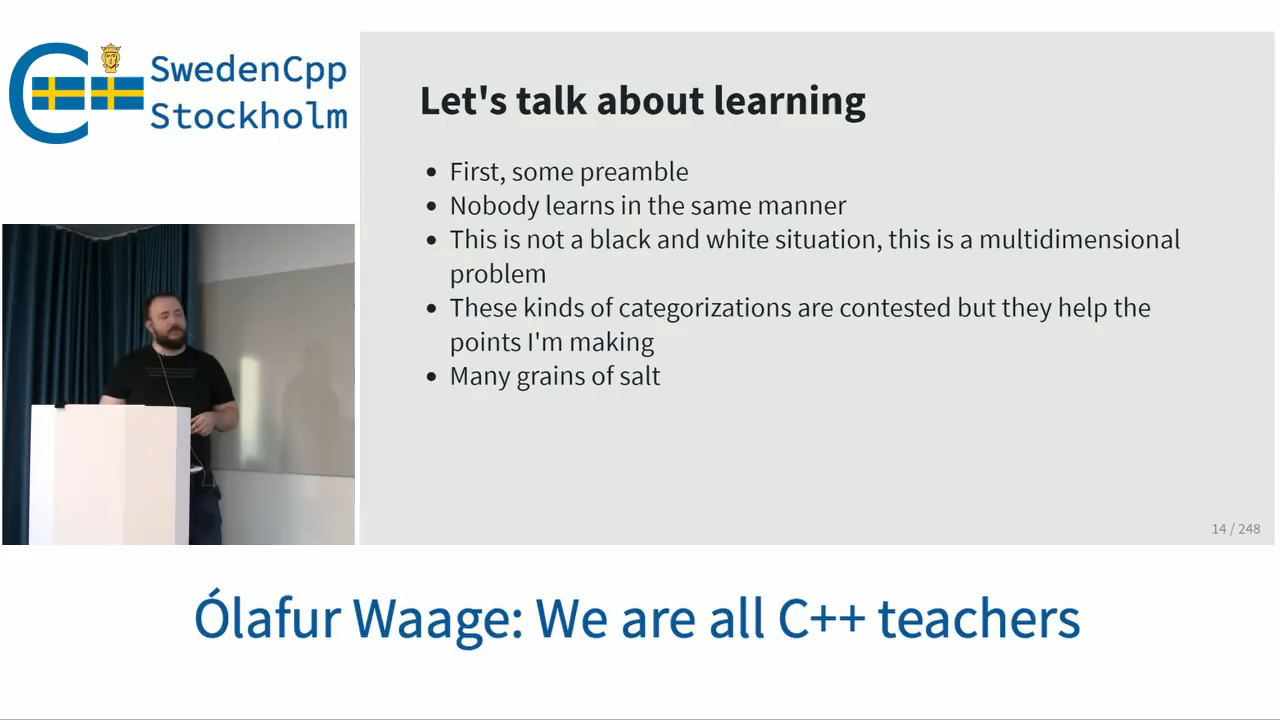 SwedenCpp
Stockholm
Let's talk about learning
• First, some preamble
• Nobody learns in the same manner
• This is not a black and white situation, this is a multidimensional
problem
• These kinds of categorizations are contested but they help the
points I'm making
• Many grains of salt
14 / 248
Ólafur Waage: We are all C++ teachers